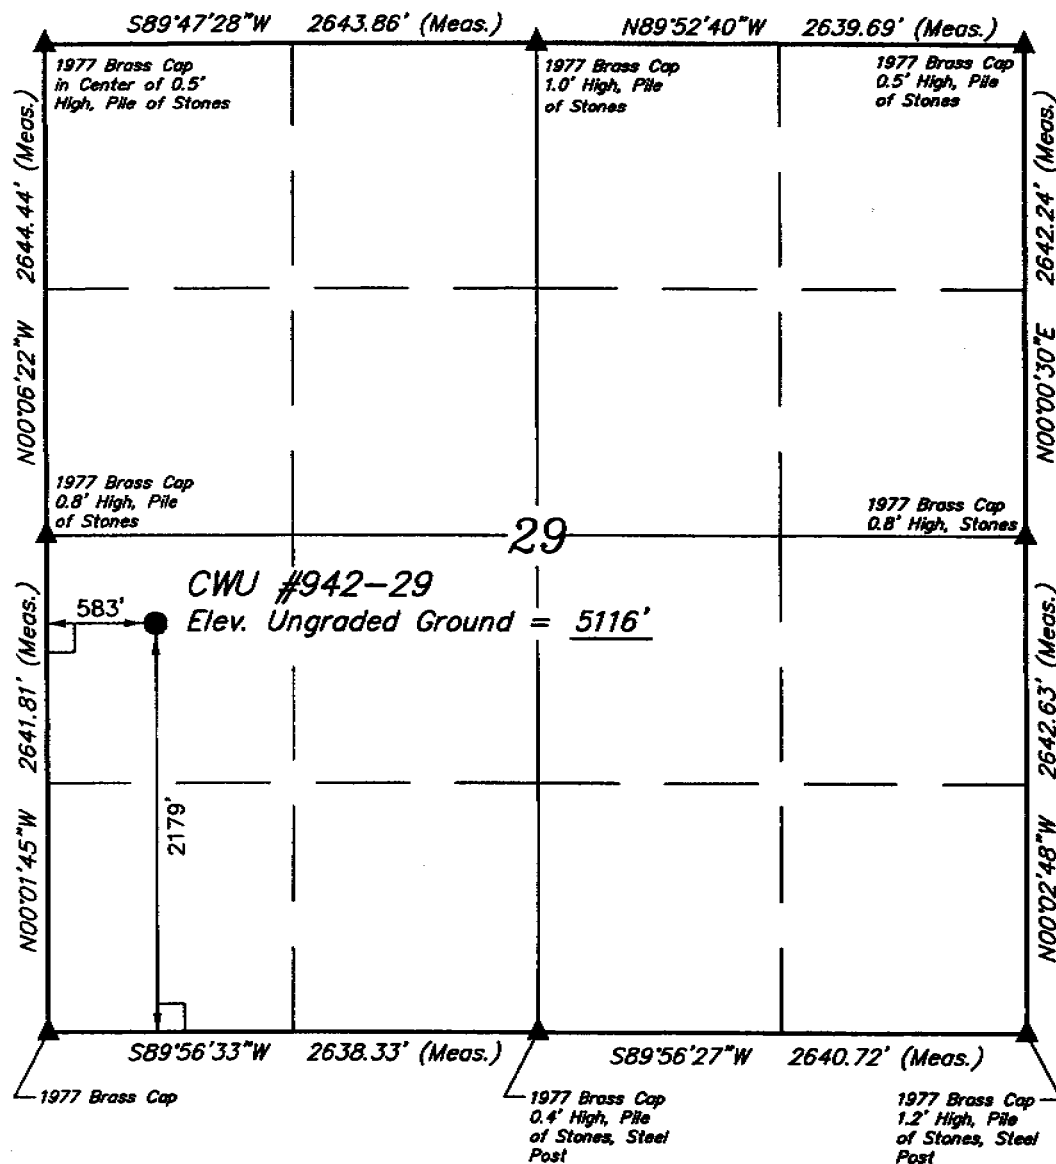 S89°47'28"W 2643.86' (Meas.)
N89°52'40"W 2639.69' (Meas.)
1977 Brass Cap
in Center of 0.5'
High, Pile of Stones
1977 Brass Cap
1.0' High, Pile
of Stones
1977 Brass Cap
0.5' High, Pile
of Stones
N00°06'22"W 2644.44' (Meas.)
N00°00'30"E 2642.24' (Meas.)
1977 Brass Cap
0.8' High, Pile
of Stones
1977 Brass Cap
0.8' High, Stones
29
CWU #942-29
Elev. Ungraded Ground = 5116'
583'
2179'
N00°01'45"W 2641.81' (Meas.)
N00°02'48"W 2642.63' (Meas.)
S89°56'33"W 2638.33' (Meas.)
S89°56'27"W 2640.72' (Meas.)
1977 Brass Cap
1977 Brass Cap
0.4' High, Pile
of Stones, Steel
Post
1977 Brass Cap
1.2' High, Pile
of Stones, Steel
Post